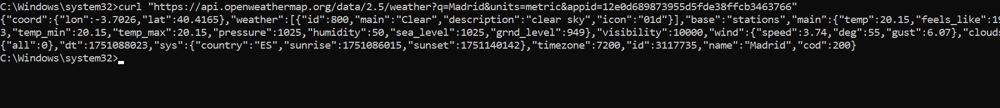 C:\Windows\system32>curl "https://api.openweathermap.org/data/2.5/weather?q=Madrid&units=metric&appid=12e0d689873955d5fde38ffcb3463766"
{"coord":{"lon":-3.7026,"lat":40.4165},"weather":[{"id":800,"main":"Clear","description":"clear sky","icon":"01d"}],"base":"stations","main":{"temp":20.15,"feels_like":19
3,"temp_min":20.15,"temp_max":20.15,"pressure":1025,"humidity":50,"sea_level":1025,"grnd_level":949},"visibility":10000,"wind":{"speed":3.74,"deg":55,"gust":6.07},"clouds
{"all":0},"dt":1751088023,"sys":{"country":"ES","sunrise":1751086015,"sunset":1751140142},"timezone":7200,"id":3117735,"name":"Madrid","cod":200}
C:\Windows\system32>